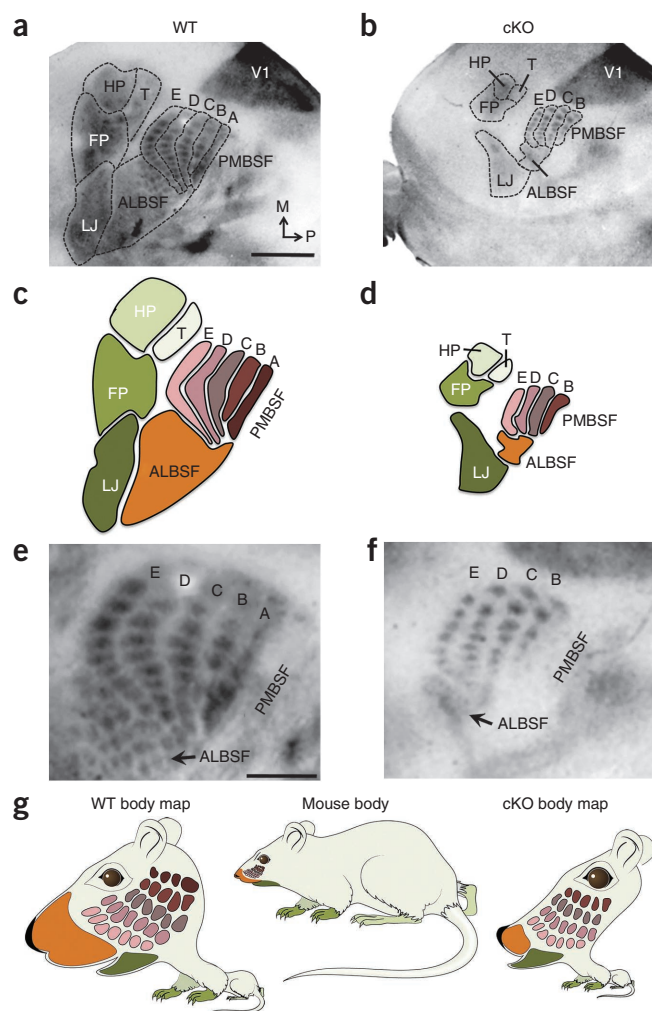 a
WT
HP
T
E D C B A
V1
FP
PMBSF
ALBSF
LJ
M
P
b
cKO
HP
T
V1
FP
E D C B
PMBSF
LJ
ALBSF
c
HP
T
E D C B A
FP
PMBSF
ALBSF
LJ
d
HP
T
FP
E D C B
PMBSF
ALBSF
LJ
e
E D C B A
PMBSF
ALBSF
f
E D C B
PMBSF
ALBSF
g
WT body map
Mouse body
cKO body map